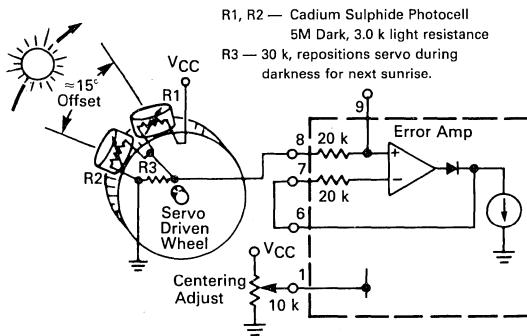 R1, R2 — Cadium Sulphide Photocell
5M Dark, 3.0 k light resistance
R3 — 30 k, repositions servo during
darkness for next sunrise.
≈15°
Offset
VCC
R1
R2
R3
Servo
Driven
Wheel
9
8
20 k
7
20 k
6
Error Amp
+
−
VCC
Centering
Adjust
1
10 k